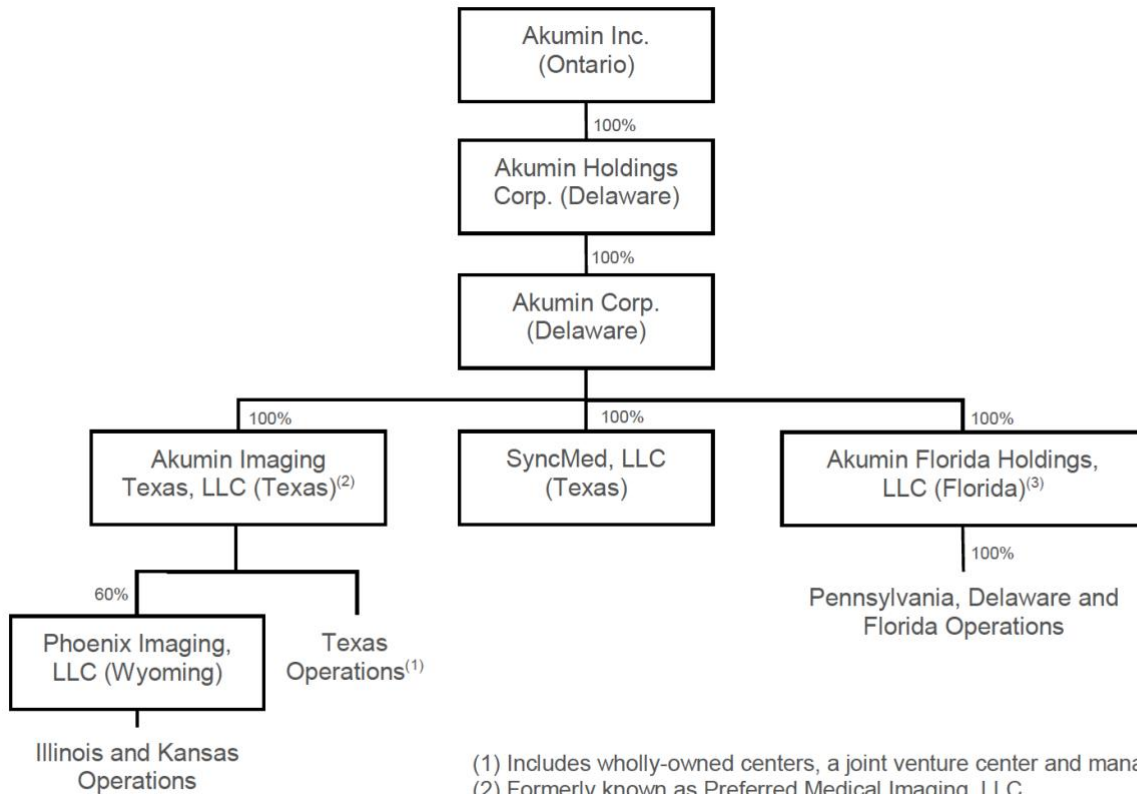 Akumin Inc.
(Ontario)
100%
Akumin Holdings
Corp. (Delaware)
100%
Akumin Corp.
(Delaware)
100%
100%
100%
Akumin Imaging
Texas, LLC (Texas)(2)
SyncMed, LLC
(Texas)
Akumin Florida Holdings,
LLC (Florida)(3)
100%
60%
Pennsylvania, Delaware and
Florida Operations
Phoenix Imaging,
LLC (Wyoming)
Texas
Operations(1)
Illinois and Kansas
Operations
(1) Includes wholly-owned centers, a joint venture center and
(2) Formerly known as Preferred Medical Imaging, LLC